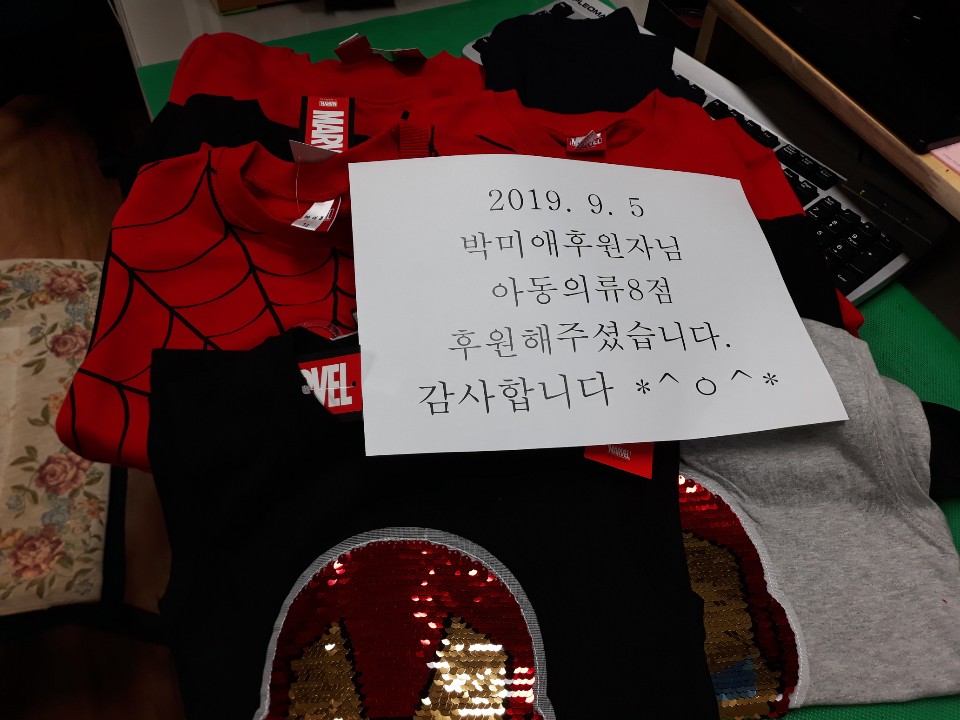 2019. 9. 5
박미애후원자님
아동의류8점
후원해주셨습니다.
감사합니다 *^ㅇ^*
MARVEL
MARVEL